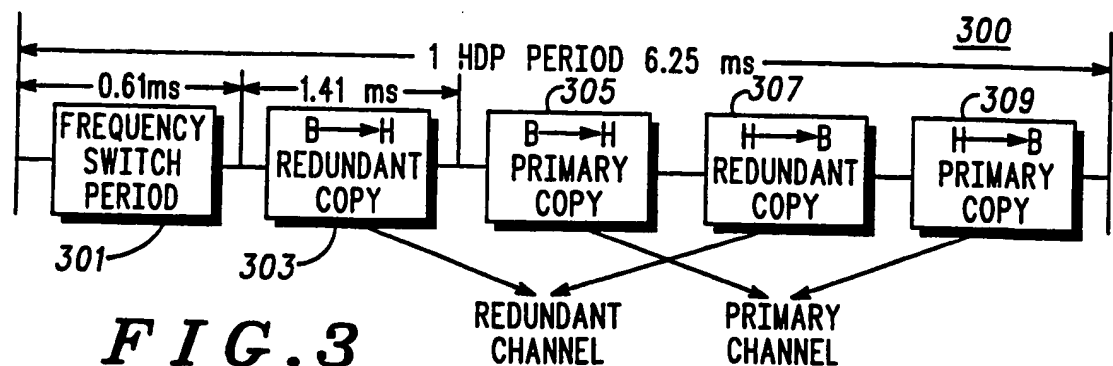 300
1 HDP PERIOD 6.25 ms
0.61ms
1.41 ms
305
307
309
FREQUENCY
SWITCH
PERIOD
B H
REDUNDANT
COPY
B H
PRIMARY
COPY
H B
REDUNDANT
COPY
H B
PRIMARY
COPY
301
303
REDUNDANT
CHANNEL
PRIMARY
CHANNEL
FIG.3